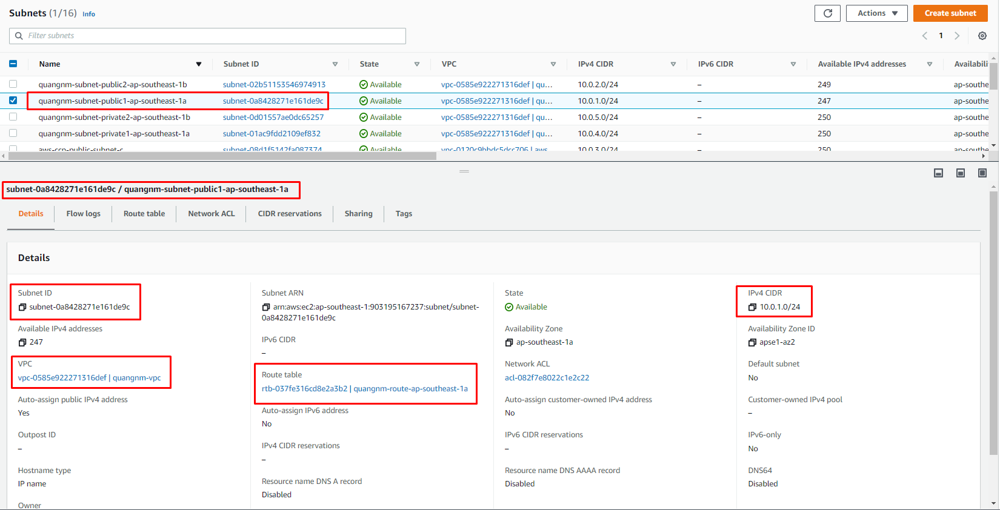 Subnets (1/16) Info
Actions
Create subnet
Filter subnets
1
Name Subnet ID State VPC IPv4 CIDR IPv6 CIDR Available IPv4 addresses Availabili
quangnm-subnet-public2-ap-southeast-1b subnet-02b51153546974913 Available vpc-0585e922271316def | qu... 10.0.2.0/24 – 249 ap-southe
quangnm-subnet-public1-ap-southeast-1a subnet-0a8428271e161de9c Available vpc-0585e922271316def | qu... 10.0.1.0/24 – 247 ap-southe
quangnm-subnet-private2-ap-southeast-1b subnet-0d01557ae0dc65257 Available vpc-0585e922271316def | qu... 10.0.5.0/24 – 250 ap-southe
quangnm-subnet-private1-ap-southeast-1a subnet-01ac9fdd2109ef832 Available vpc-0585e922271316def | qu... 10.0.4.0/24 – 250 ap-southe
aws-ccp-public-subnet-c subnet-08d1f5142fa087374 Available vpc-0120c9bbdc5dcc706 | aws 10.0.3.0/24 – 250 ap-southe
subnet-0a8428271e161de9c / quangnm-subnet-public1-ap-southeast-1a
Details Flow logs Route table Network ACL CIDR reservations Sharing Tags
Details
Subnet ID
subnet-0a8428271e161de9c
Available IPv4 addresses
247
VPC
vpc-0585e922271316def | quangnm-vpc
Auto-assign public IPv4 address
Yes
Outpost ID
–
Hostname type
IP name
Owner
Subnet ARN
arn:aws:ec2:ap-southeast-1:903195167237:subnet/subnet-
0a8428271e161de9c
IPv6 CIDR
–
Route table
rtb-037fe316cd8e2a3b2 | quangnm-route-ap-southeast-1a
Auto-assign IPv6 address
No
IPv4 CIDR reservations
–
Resource name DNS A record
Disabled
State
Available
Availability Zone
ap-southeast-1a
Network ACL
acl-082f7e8022c1e2c22
Auto-assign customer-owned IPv4 address
No
IPv6 CIDR reservations
–
Resource name DNS AAAA record
Disabled
IPv4 CIDR
10.0.1.0/24
Availability Zone ID
apse1-az2
Default subnet
No
Customer-owned IPv4 pool
–
IPv6-only
No
DNS64
Disabled